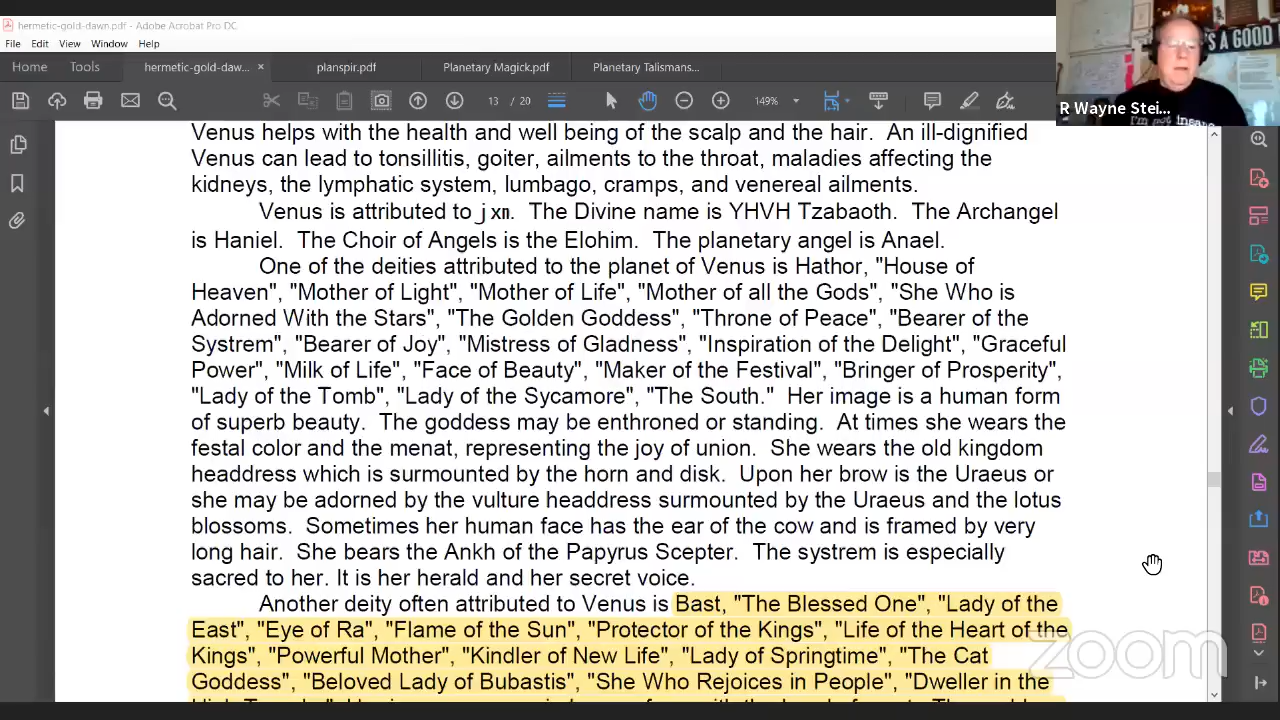 hermetic-gold-dawn.pdf - Adobe Acrobat Pro DC
File Edit View Window Help
Home Tools hermetic-gold-daw... × planspir.pdf Planetary Magick.pdf Planetary Talismans...
13 / 20 149%
'S A GOOD
I'm not insane
R Wayne Stei...
Venus helps with the health and well being of the scalp and the hair. An ill-dignified
Venus can lead to tonsillitis, goiter, ailments to the throat, maladies affecting the
kidneys, the lymphatic system, lumbago, cramps, and venereal ailments.
Venus is attributed to jxn. The Divine name is YHVH Tzabaoth. The Archangel
is Haniel. The Choir of Angels is the Elohim. The planetary angel is Anael.
One of the deities attributed to the planet of Venus is Hathor, "House of
Heaven", "Mother of Light", "Mother of Life", "Mother of all the Gods", "She Who is
Adorned With the Stars", "The Golden Goddess", "Throne of Peace", "Bearer of the
Systrem", "Bearer of Joy", "Mistress of Gladness", "Inspiration of the Delight", "Graceful
Power", "Milk of Life", "Face of Beauty", "Maker of the Festival", "Bringer of Prosperity",
"Lady of the Tomb", "Lady of the Sycamore", "The South." Her image is a human form
of superb beauty. The goddess may be enthroned or standing. At times she wears the
festal color and the menat, representing the joy of union. She wears the old kingdom
headdress which is surmounted by the horn and disk. Upon her brow is the Uraeus or
she may be adorned by the vulture headdress surmounted by the Uraeus and the lotus
blossoms. Sometimes her human face has the ear of the cow and is framed by very
long hair. She bears the Ankh of the Papyrus Scepter. The systrem is especially
sacred to her. It is her herald and her secret voice.
Another deity often attributed to Venus is Bast, "The Blessed One", "Lady of the
East", "Eye of Ra", "Flame of the Sun", "Protector of the Kings", "Life of the Heart of the
Kings", "Powerful Mother", "Kindler of New Life", "Lady of Springtime", "The Cat
Goddess", "Beloved Lady of Bubastis", "She Who Rejoices in People", "Dweller in the
zoom